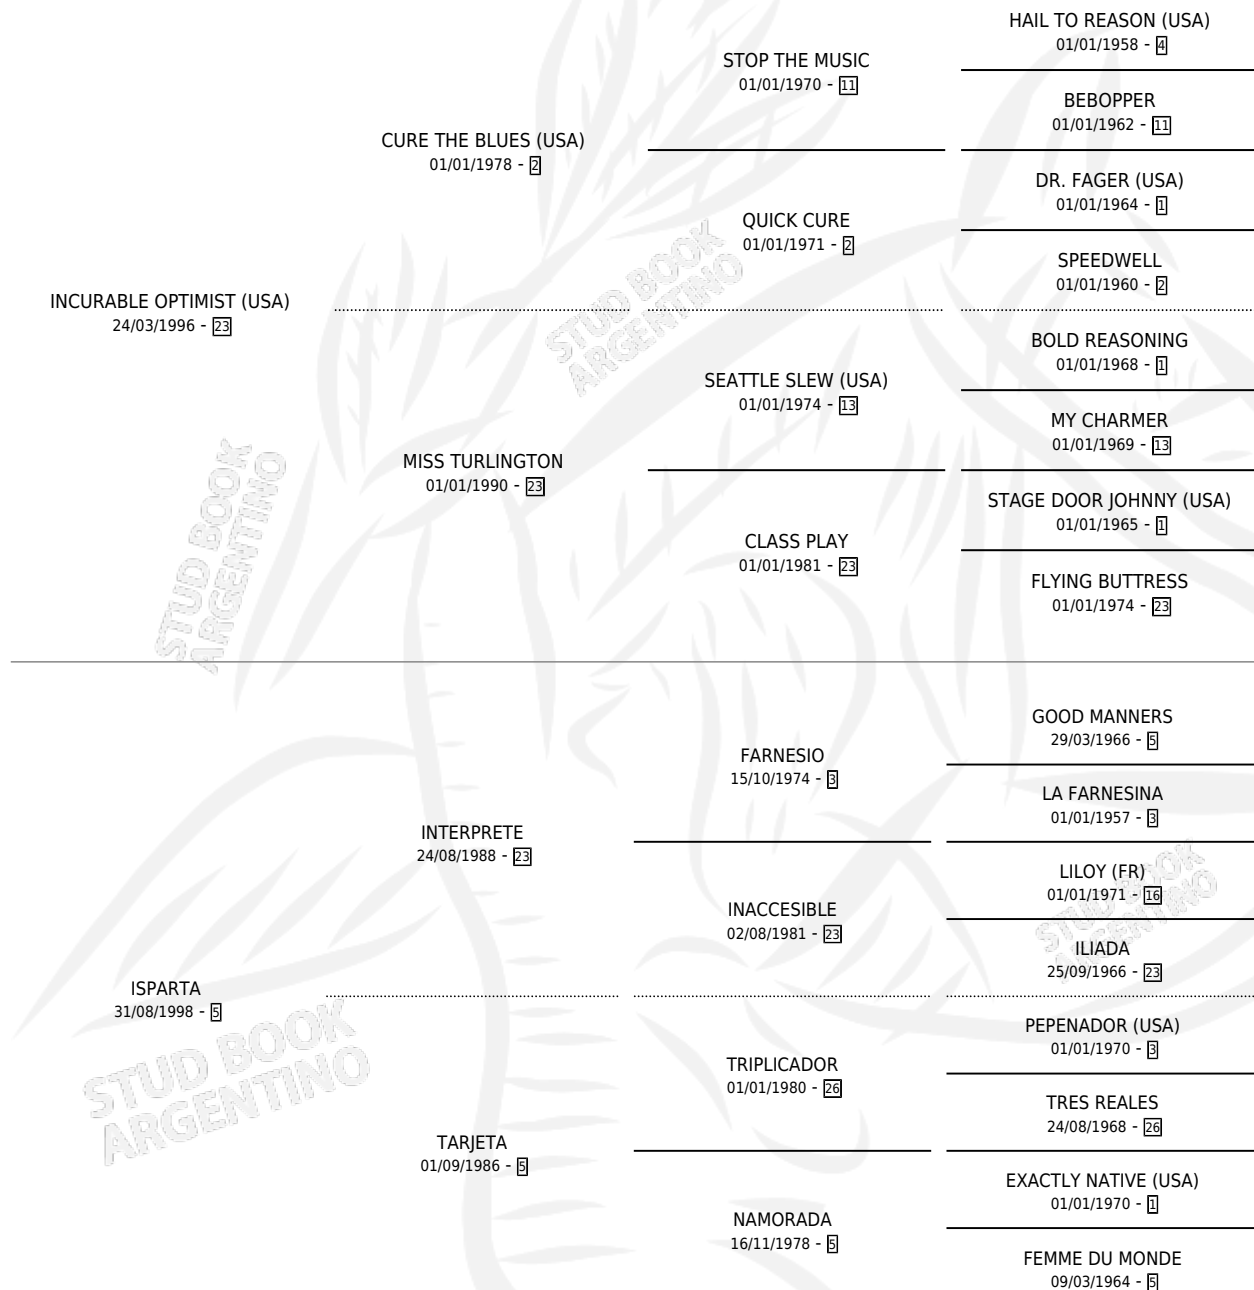 HAIL TO REASON (USA)
01/01/1958 - 4
STOP THE MUSIC
01/01/1970 - 11
BEBOPPER
01/01/1962 - 11
CURE THE BLUES (USA)
01/01/1978 - 2
DR. FAGER (USA)
01/01/1964 - 1
QUICK CURE
01/01/1971 - 2
SPEEDWELL
01/01/1960 - 2
INCURABLE OPTIMIST (USA)
24/03/1996 - 23
BOLD REASONING
01/01/1968 - 1
SEATTLE SLEW (USA)
01/01/1974 - 13
MY CHARMER
01/01/1969 - 13
MISS TURLINGTON
01/01/1990 - 23
STAGE DOOR JOHNNY (USA)
01/01/1965 - 1
CLASS PLAY
01/01/1981 - 23
FLYING BUTTRESS
01/01/1974 - 23
GOOD MANNERS
29/03/1966 - 5
FARNESIO
15/10/1974 - 3
LA FARNESINA
01/01/1957 - 3
INTERPRETE
24/08/1988 - 23
LILOY (FR)
01/01/1971 - 16
INACCESIBLE
02/08/1981 - 23
ILIADA
25/09/1966 - 23
ISPARTA
31/08/1998 - 5
PEPENADOR (USA)
01/01/1970 - 3
TRIPLICADOR
01/01/1980 - 26
TRES REALES
24/08/1968 - 26
TARJETA
01/09/1986 - 5
EXACTLY NATIVE (USA)
01/01/1970 - 1
NAMORADA
16/11/1978 - 5
FEMME DU MONDE
09/03/1964 - 5
STUD BOOK
ARGENTINO
STUD BOOK
ARGENTINO
STUD BOOK
ARGENTINO
STUD BOOK
ARGENTINO